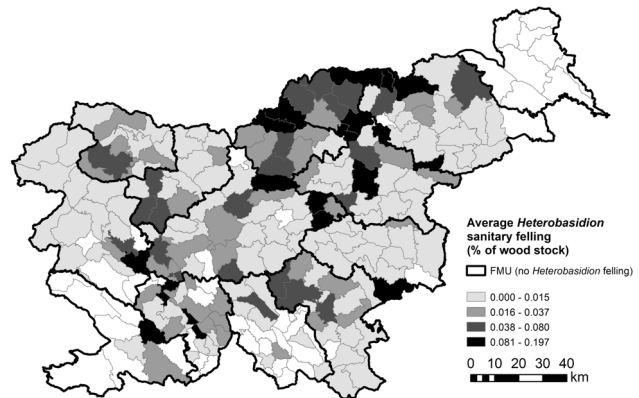 Average Heterobasidion
sanitary felling
(% of wood stock)
FMU (no Heterobasidion felling)
0.000 - 0.015
0.016 - 0.037
0.038 - 0.080
0.081 - 0.197
0 10 20 30 40
km